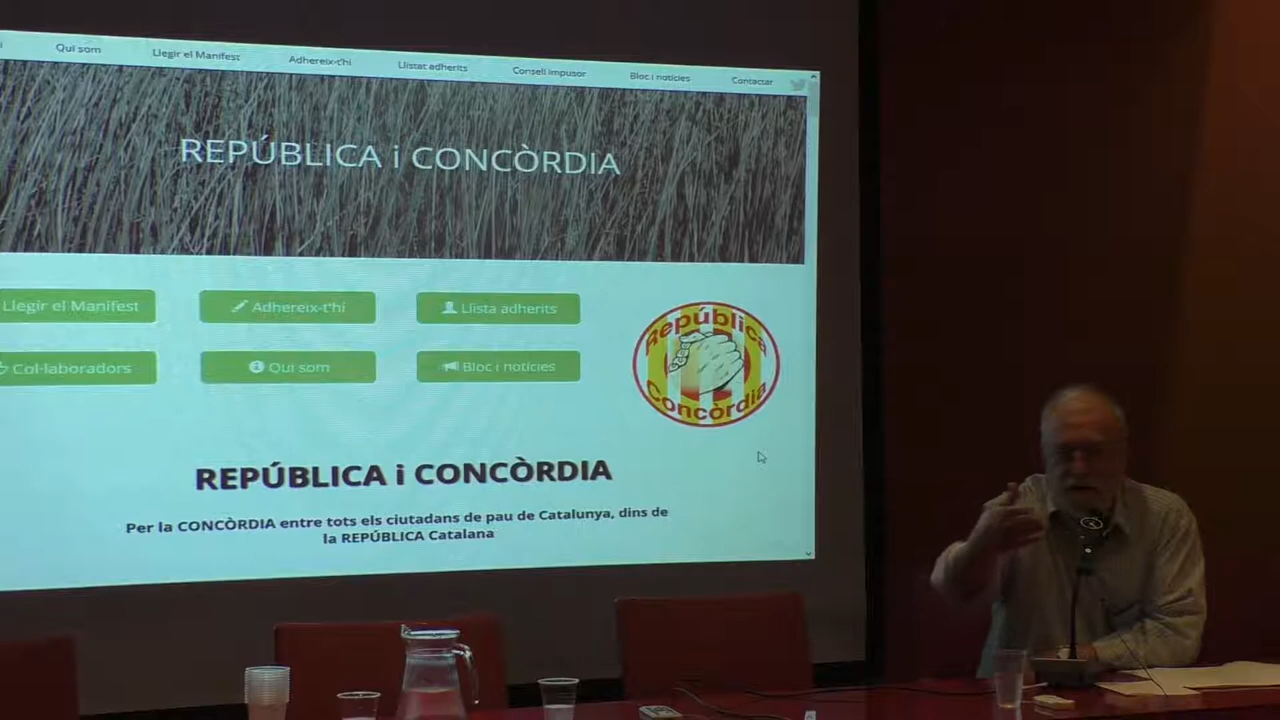 Qui som
Llegir el Manifest
Adhereix-t'hi
Llistat adherits
Consell impulsor
Bloc i notícies
Contactar
REPÚBLICA i CONCÒRDIA
Llegir el Manifest
Adhereix-t'hi
Llista adherits
Col·laboradors
Qui som
Bloc i notícies
República
Concòrdia
REPÚBLICA i CONCÒRDIA
Per la CONCÒRDIA entre tots els ciutadans de pau de Catalunya, dins de
la REPÚBLICA Catalana